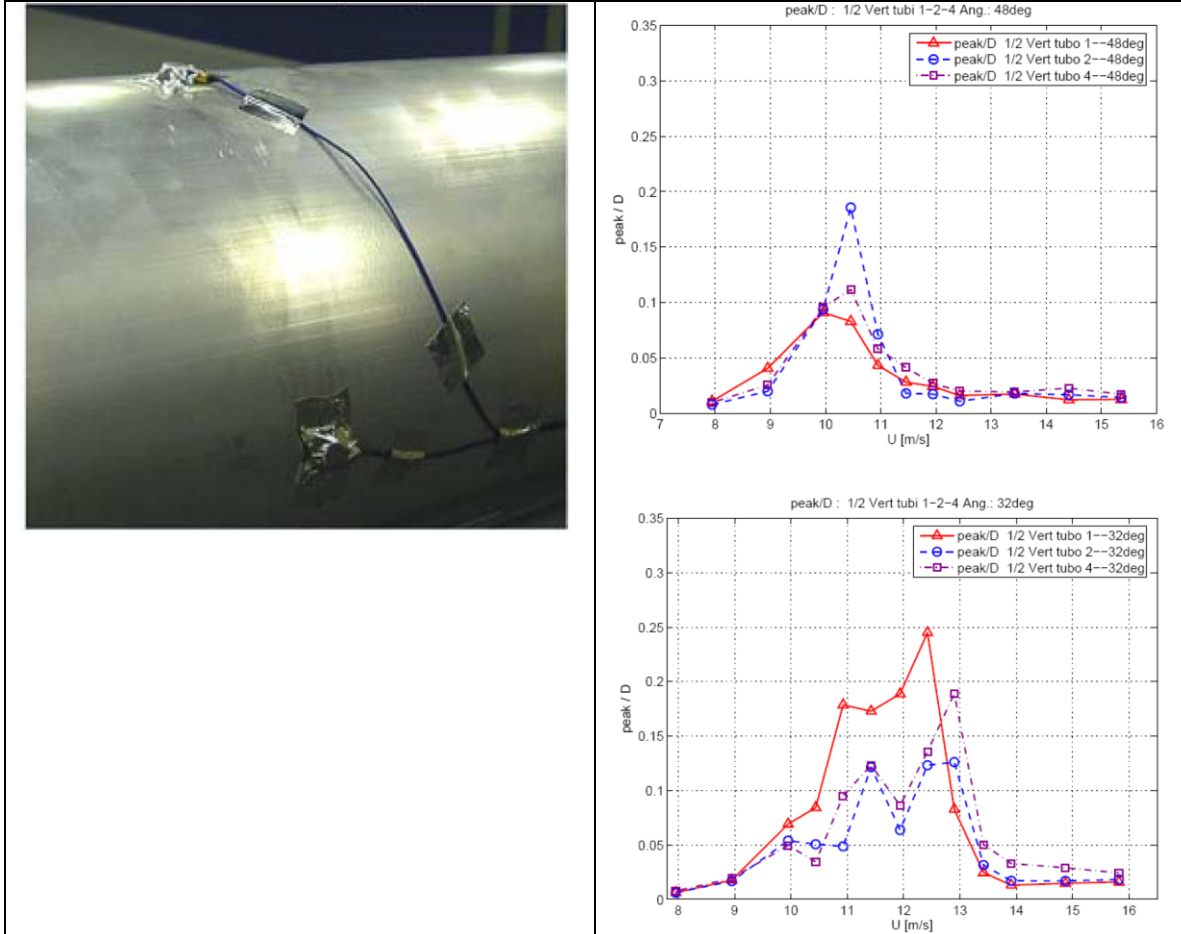 peak/D : 1/2 Vert tubi 1-2-4 Ang.: 48deg
0.35
0.3
0.25
0.2
0.15
0.1
0.05
0
peak / D
peak/D 1/2 Vert tubo 1--48deg
peak/D 1/2 Vert tubo 2--48deg
peak/D 1/2 Vert tubo 4--48deg
7 8 9 10 11 12 13 14 15 16
U [m/s]
peak/D : 1/2 Vert tubi 1-2-4 Ang.: 32deg
0.35
0.3
0.25
0.2
0.15
0.1
0.05
0
peak / D
peak/D 1/2 Vert tubo 1--32deg
peak/D 1/2 Vert tubo 2--32deg
peak/D 1/2 Vert tubo 4--32deg
8 9 10 11 12 13 14 15 16
U [m/s]